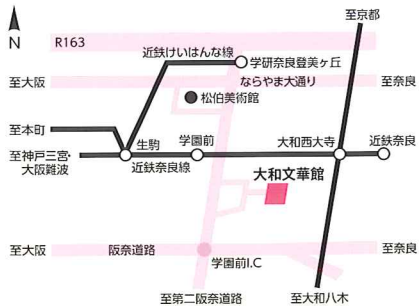 至京都
N
R163
近鉄けいはんな線
学研奈良登美ヶ丘
至大阪
ならやま大通り
至奈良
松伯美術館
至本町
生駒
学園前
大和西大寺
近鉄奈良
至神戸三宮・
大阪難波
近鉄奈良線
大和文華館
至大阪
阪奈道路
至奈良
学園前I.C
至第二阪奈道路
至大和八木